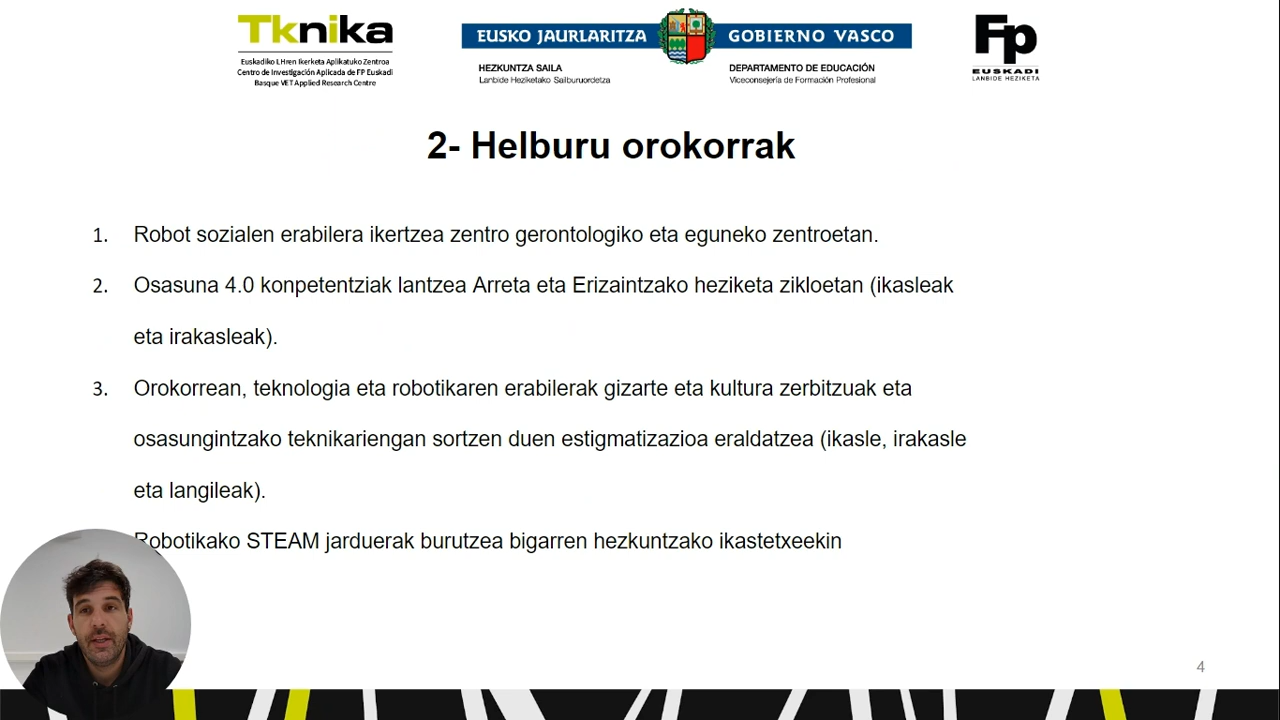 Tknika
Euskadiko LHren Ikerketa Aplikatuko Zentroa
Centro de Investigación Aplicada de FP Euskadi
Basque VET Applied Research Centre
EUSKO JAURLARITZA
GOBIERNO VASCO
HEZKUNTZA SAILA
Lanbide Heziketako Sailburuordetza
DEPARTAMENTO DE EDUCACIÓN
Viceconsejería de Formación Profesional
Fp
EUSKADI
LANBIDE HEZIKETA
2- Helburu orokorrak
1. Robot sozialen erabilera ikertzea zentro gerontologiko eta eguneko zentroetan.
2. Osasuna 4.0 konpetentziak lantzea Arreta eta Erizaintzako heziketa zikloetan (ikasleak
eta irakasleak).
3. Orokorrean, teknologia eta robotikaren erabilerak gizarte eta kultura zerbitzuak eta
osasungintzako teknikariengan sortzen duen estigmatizazioa eraldatzea (ikasle, irakasle
eta langileak).
Robotikako STEAM jarduerak burutzea bigarren hezkuntzako ikastetxeekin
4